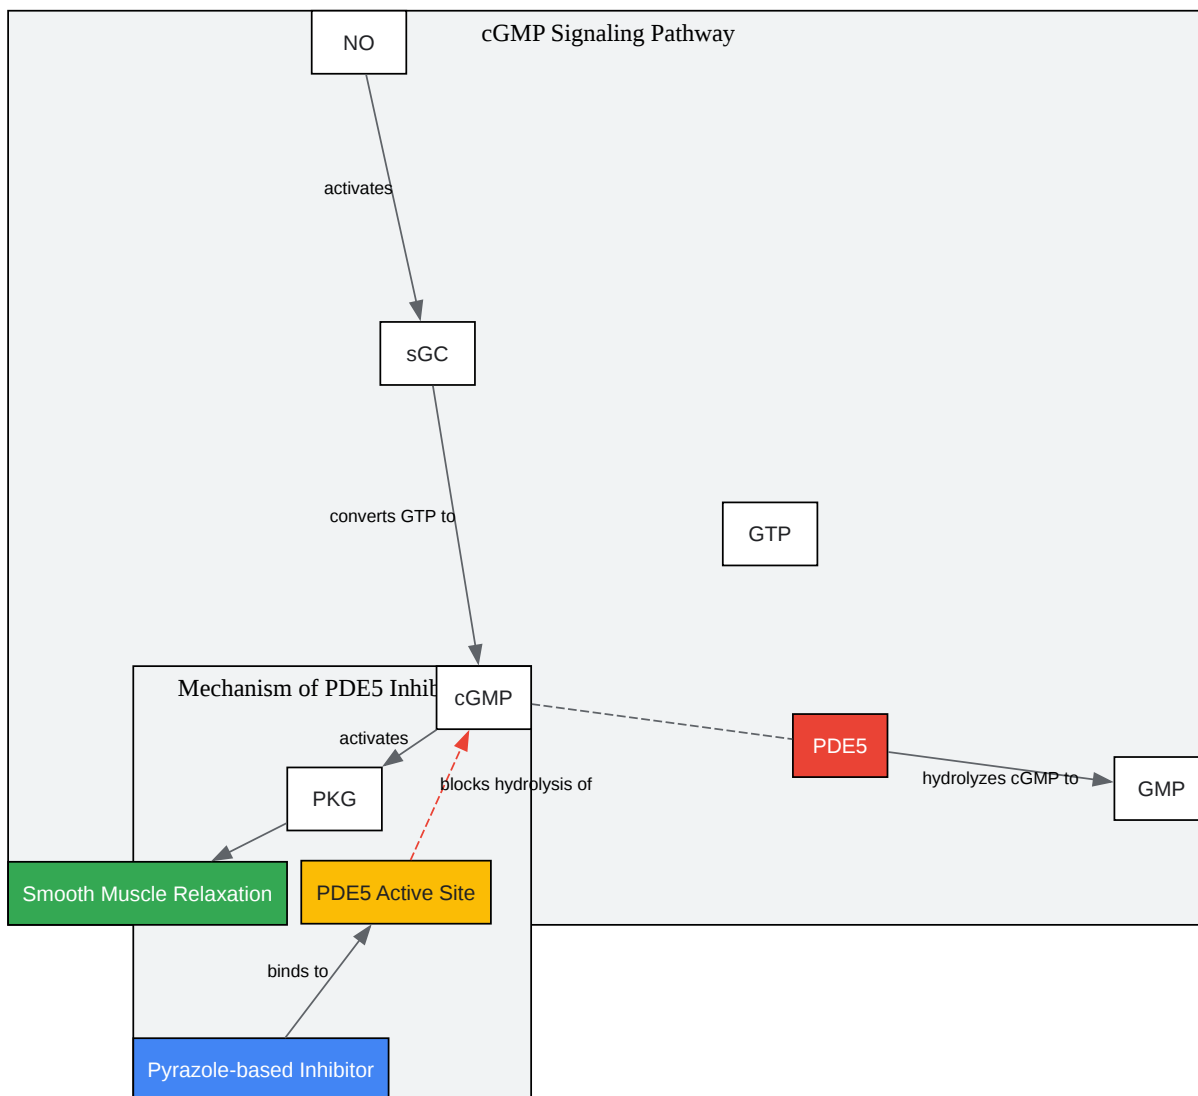 NO
cGMP Signaling Pathway
activates
sGC
converts GTP to
GTP
Mechanism of PDE5 Inhib
cGMP
PDE5
activates
hydrolyzes cGMP to
GMP
blocks hydrolysis of
PKG
Smooth Muscle Relaxation
PDE5 Active Site
binds to
Pyrazole-based Inhibitor